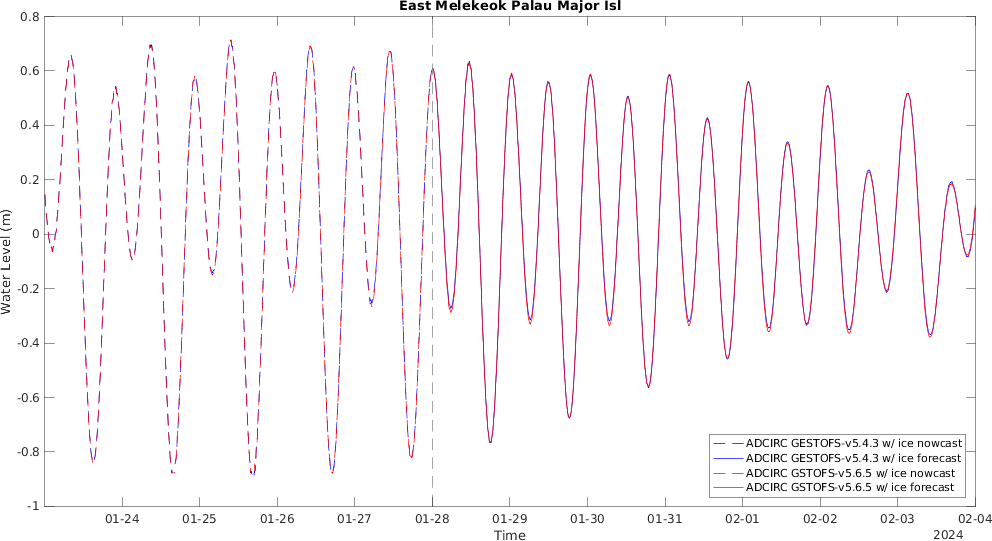 East Melekeok Palau Major Isl
0.8
0.6
0.4
0.2
0
-0.2
-0.4
-0.6
-0.8
-1
Water Level (m)
01-24 01-25 01-26 01-27 01-28 01-29 01-30 01-31 02-01 02-02 02-03 02-04
Time
2024
ADCIRC GESTOFS-v5.4.3 w/ ice nowcast
ADCIRC GESTOFS-v5.4.3 w/ ice forecast
ADCIRC GSTOFS-v5.6.5 w/ ice nowcast
ADCIRC GSTOFS-v5.6.5 w/ ice forecast